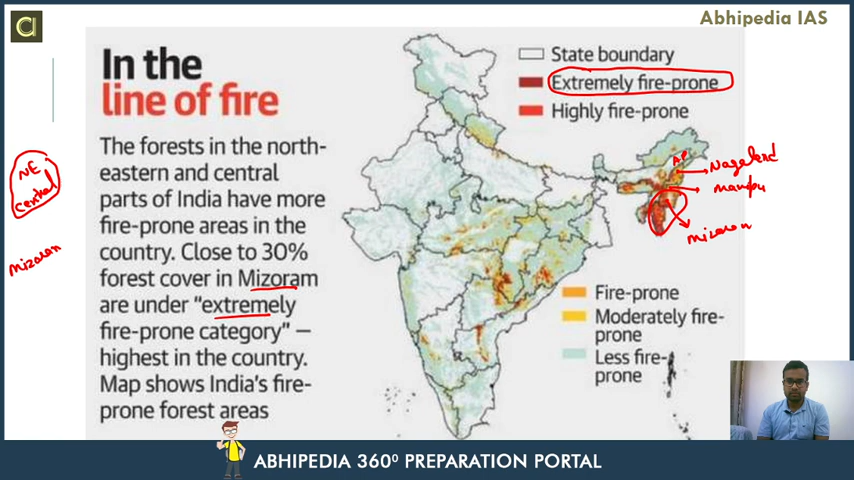 Abhipedia IAS
In the
line of fire
The forests in the north-
eastern and central
parts of India have more
fire-prone areas in the
country. Close to 30%
forest cover in Mizoram
are under “extremely
fire-prone category” —
highest in the country.
Map shows India's fire-
prone forest areas
State boundary
Extremely fire-prone
Highly fire-prone
NE
Central
Mizoram
AP
Nagaland
Mizoram
Fire-prone
Moderately fire-
prone
Less fire-
prone
ABHIPEDIA 360⁰ PREPARATION PORTAL